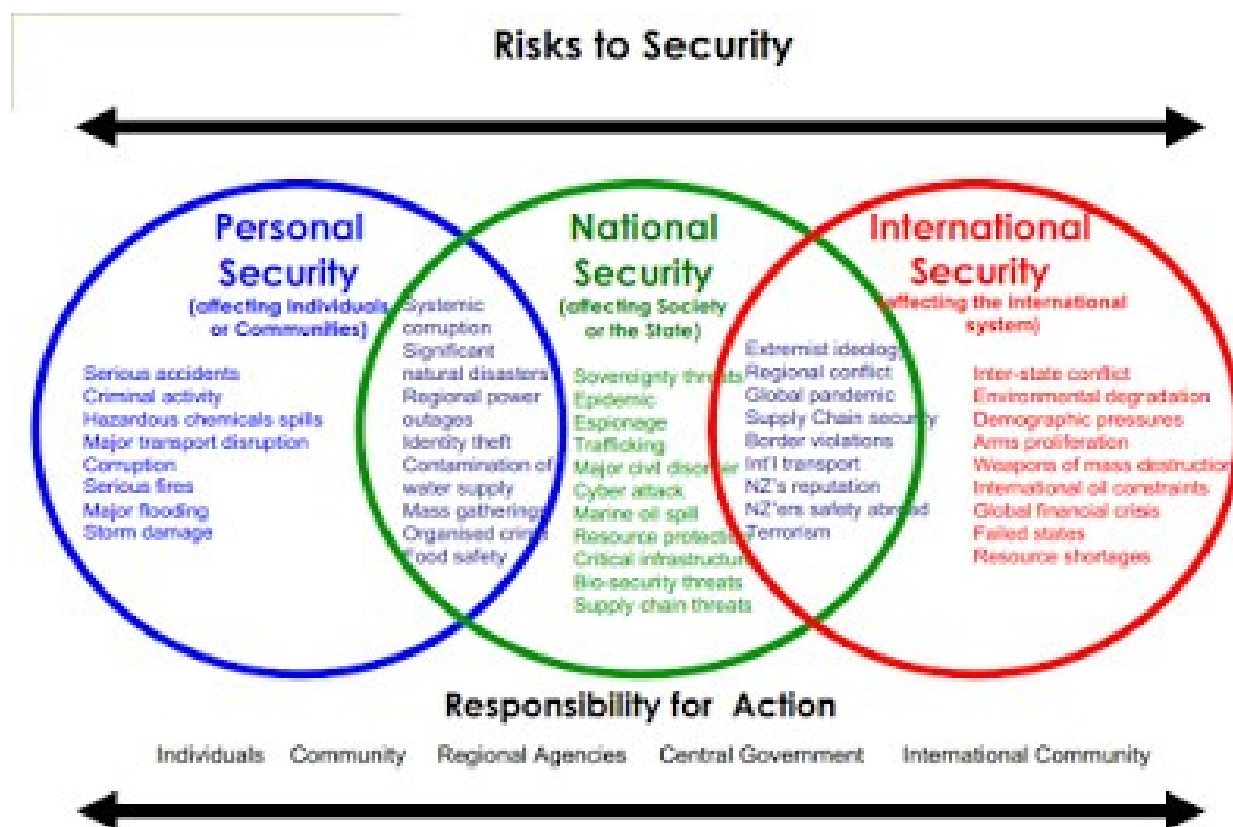 Risks to Security
Personal
Security
(affecting Individuals
or Communities)
Serious accidents
Criminal activity
Hazardous chemicals spills
Major transport disruption
Corruption
Serious fires
Major flooding
Storm damage
Systemic
corruption
Significant
natural disasters
Regional power
outages
Identity theft
Contamination of
water supply
Mass gatherings
Organised crime
Food safety
National
Security
(affecting Society
or the State)
Sovereignty threats
Epidemic
Espionage
Trafficking
Major civil disorder
Cyber attack
Marine oil spill
Resource protection
Critical infrastructure
Bio-security threats
Supply chain threats
Extremist ideology
Regional conflict
Global pandemic
Supply Chain security
Border violations
Int'l transport
NZ's reputation
NZ'ers safety abroad
Terrorism
International
Security
(affecting the international
system)
Inter-state conflict
Environmental degradation
Demographic pressures
Arms proliferation
Weapons of mass destruction
International oil constraints
Global financial crisis
Failed states
Resource shortages
Responsibility for Action
Individuals Community Regional Agencies Central Government International Community